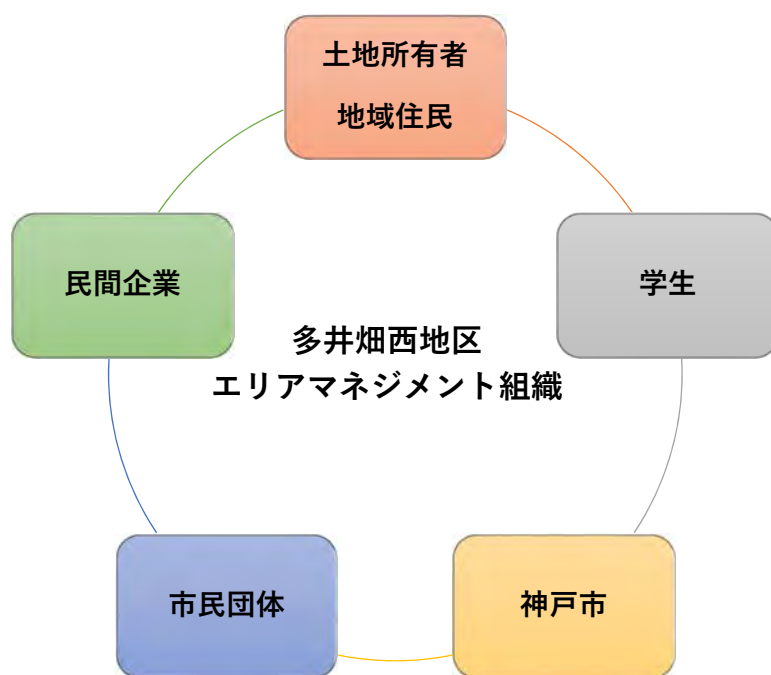 土地所有者
地域住民
民間企業
学生
多井畑西地区
エリアマネジメント組織
市民団体
神戸市